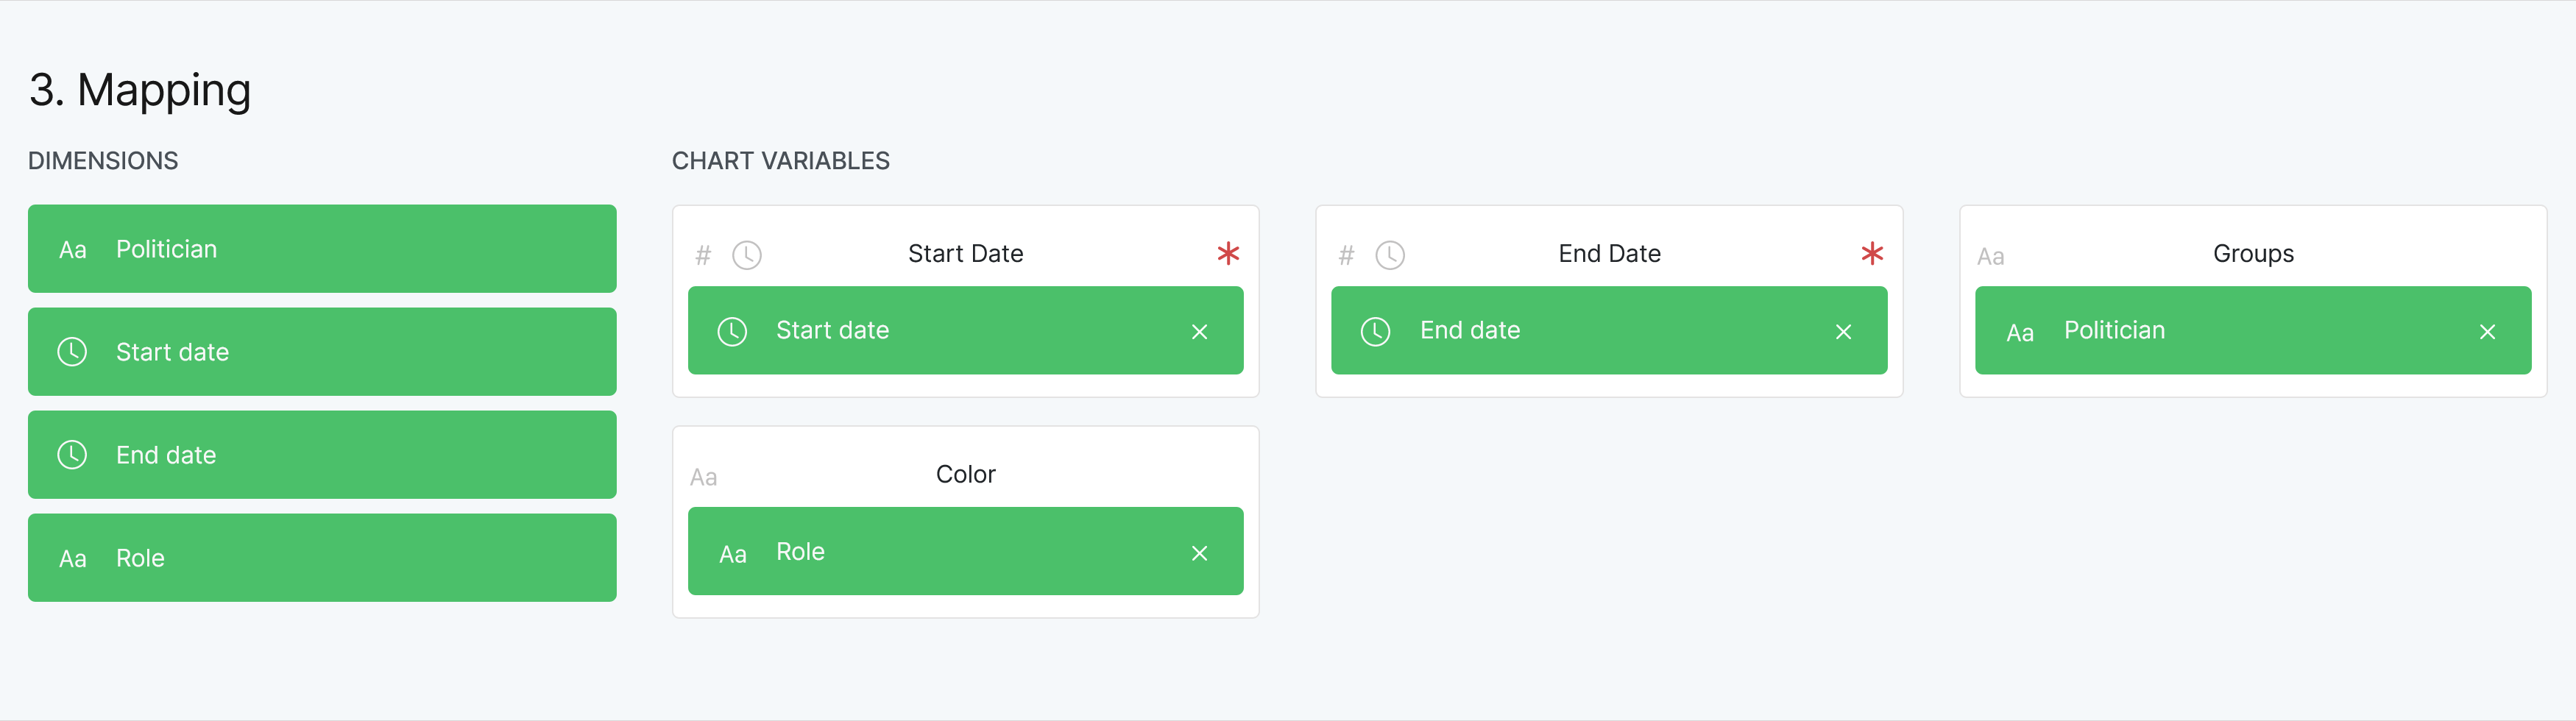 3. Mapping
DIMENSIONS
Aa Politician
Start date
End date
Aa Role
CHART VARIABLES
# Start Date *
Start date ×
# End Date *
End date ×
Aa Groups
Aa Politician ×
Aa Color
Aa Role ×